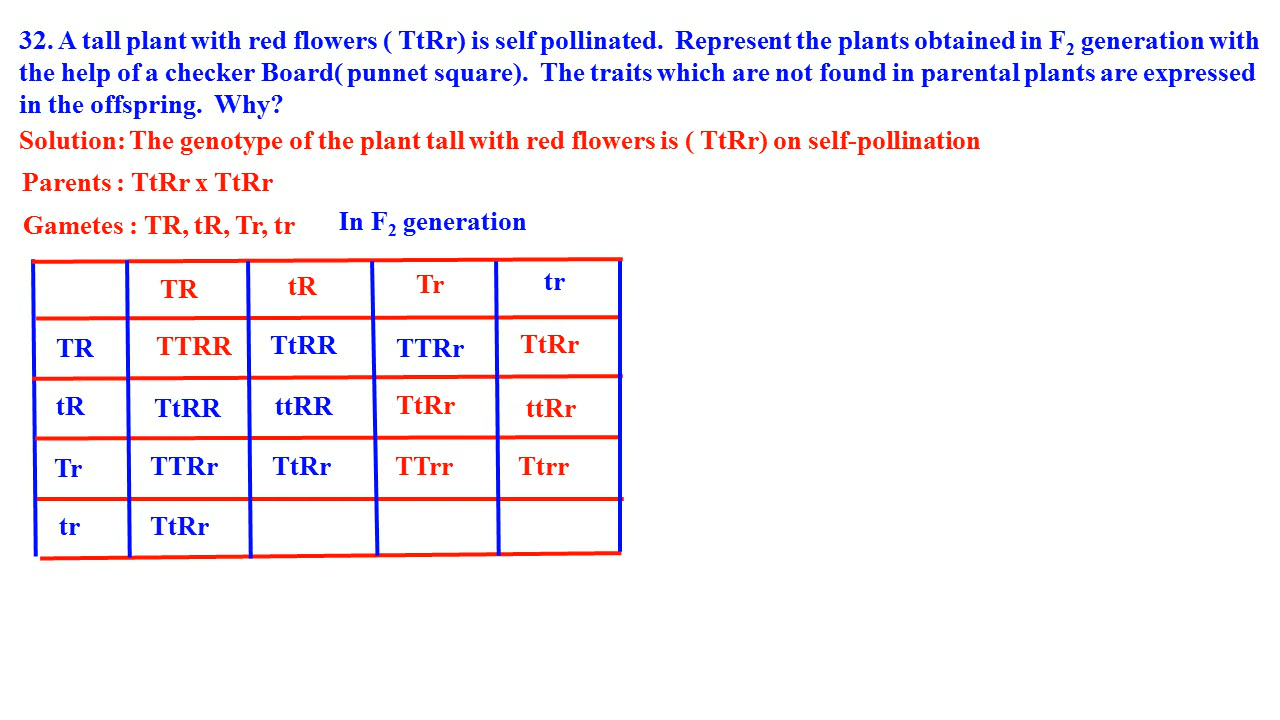 32. A tall plant with red flowers ( TtRr) is self pollinated.  Represent the plants obtained in F₂ generation with
the help of a checker Board( punnet square).  The traits which are not found in parental plants are expressed
in the offspring.  Why?
Solution: The genotype of the plant tall with red flowers is ( TtRr) on self-pollination
Parents : TtRr x TtRr
Gametes : TR, tR, Tr, tr
In F₂ generation
TR tR Tr tr
TR TTRR TtRR TTRr TtRr
tR TtRR ttRR TtRr ttRr
Tr TTRr TtRr TTrr Ttrr
tr TtRr